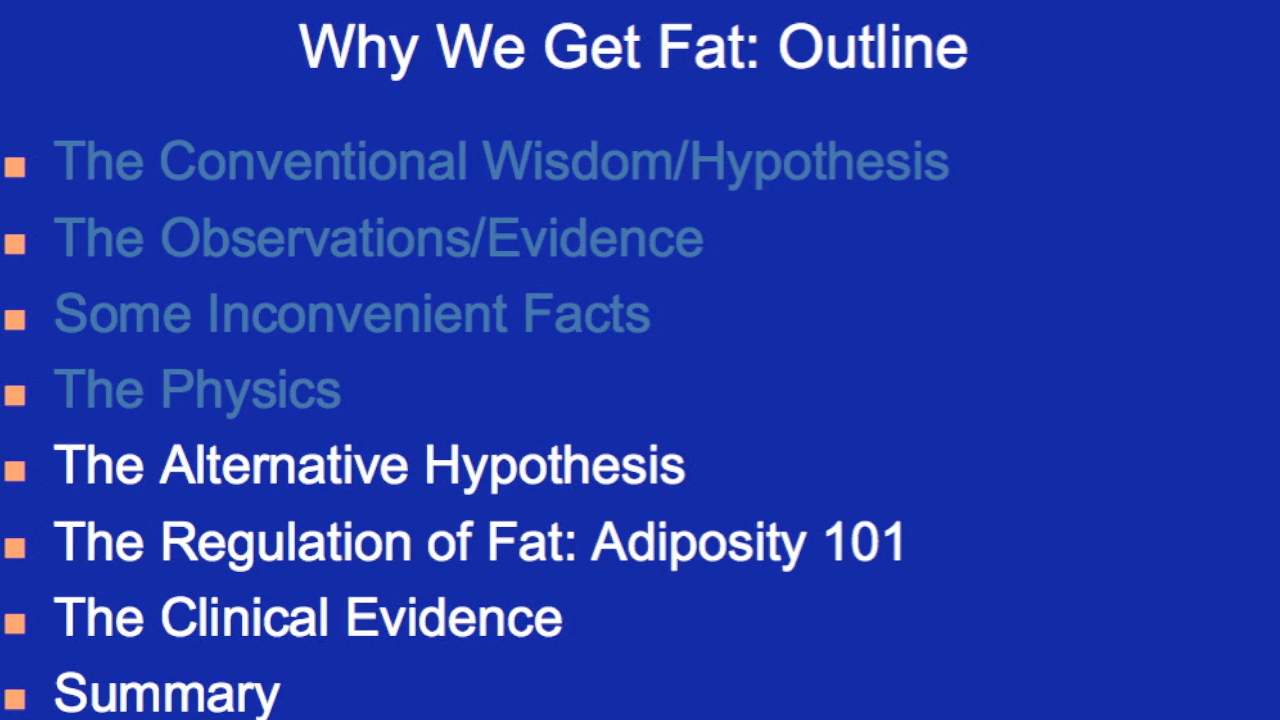 Why We Get Fat: Outline
The Conventional Wisdom/Hypothesis
The Observations/Evidence
Some Inconvenient Facts
The Physics
The Alternative Hypothesis
The Regulation of Fat: Adiposity 101
The Clinical Evidence
Summary